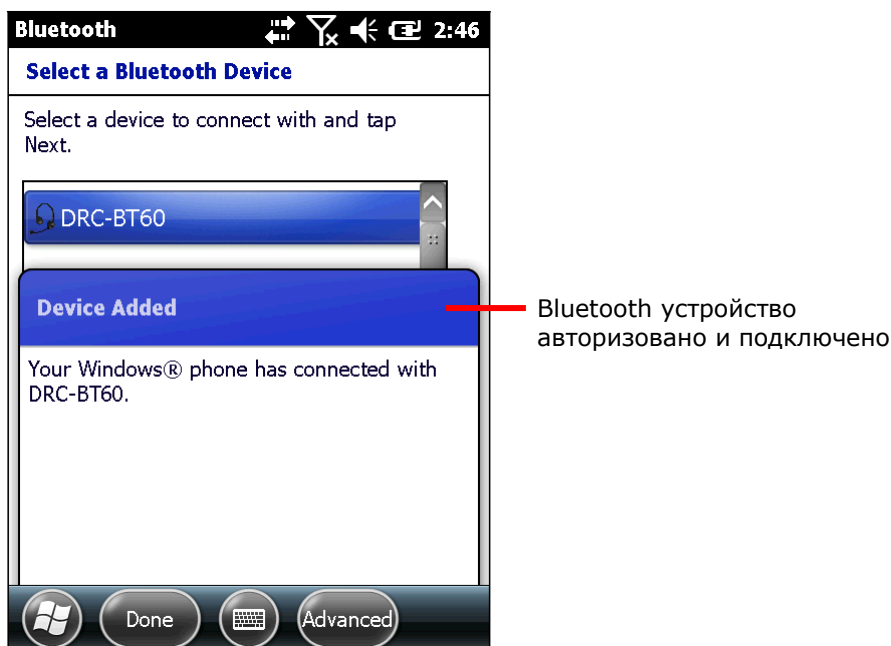 Bluetooth 2:46
Select a Bluetooth Device
Select a device to connect with and tap
Next.
DRC-BT60
Device Added
Your Windows® phone has connected with
DRC-BT60.
Bluetooth устройство
авторизовано и подключено
Done Advanced